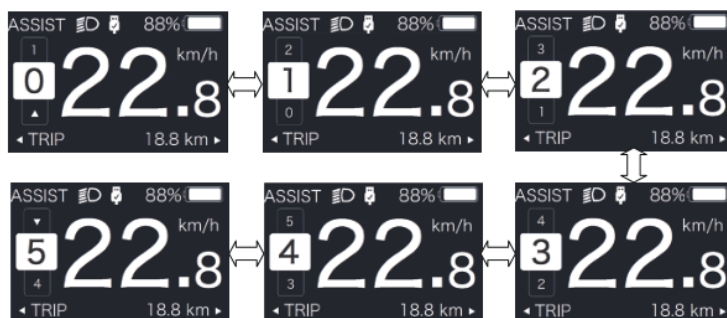 ASSIST 88%
1
0
22.8 km/h
▲
◂ TRIP 18.8 km ▸
ASSIST 88%
2
1
22.8 km/h
0
◂ TRIP 18.8 km ▸
ASSIST 88%
3
2
22.8 km/h
1
◂ TRIP 18.8 km ▸
ASSIST 88%
▼
5
22.8 km/h
4
◂ TRIP 18.8 km ▸
ASSIST 88%
5
4
22.8 km/h
3
◂ TRIP 18.8 km ▸
ASSIST 88%
4
3
22.8 km/h
2
◂ TRIP 18.8 km ▸